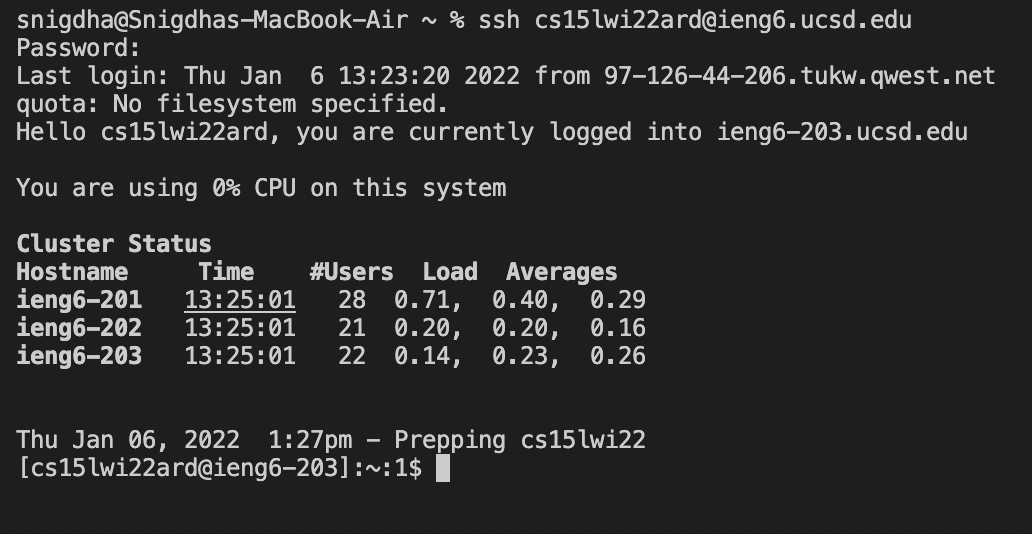 snigdha@Snigdhas-MacBook-Air ~ % ssh cs15lwi22ard@ieng6.ucsd.edu
Password:
Last login: Thu Jan  6 13:23:20 2022 from 97-126-44-206.tukw.qwest.net
quota: No filesystem specified.
Hello cs15lwi22ard, you are currently logged into ieng6-203.ucsd.edu
You are using 0% CPU on this system
Cluster Status
Hostname     Time    #Users  Load  Averages
ieng6-201   13:25:01   28  0.71,  0.40,  0.29
ieng6-202   13:25:01   21  0.20,  0.20,  0.16
ieng6-203   13:25:01   22  0.14,  0.23,  0.26
Thu Jan 06, 2022  1:27pm - Prepping cs15lwi22
[cs15lwi22ard@ieng6-203]:~:1$